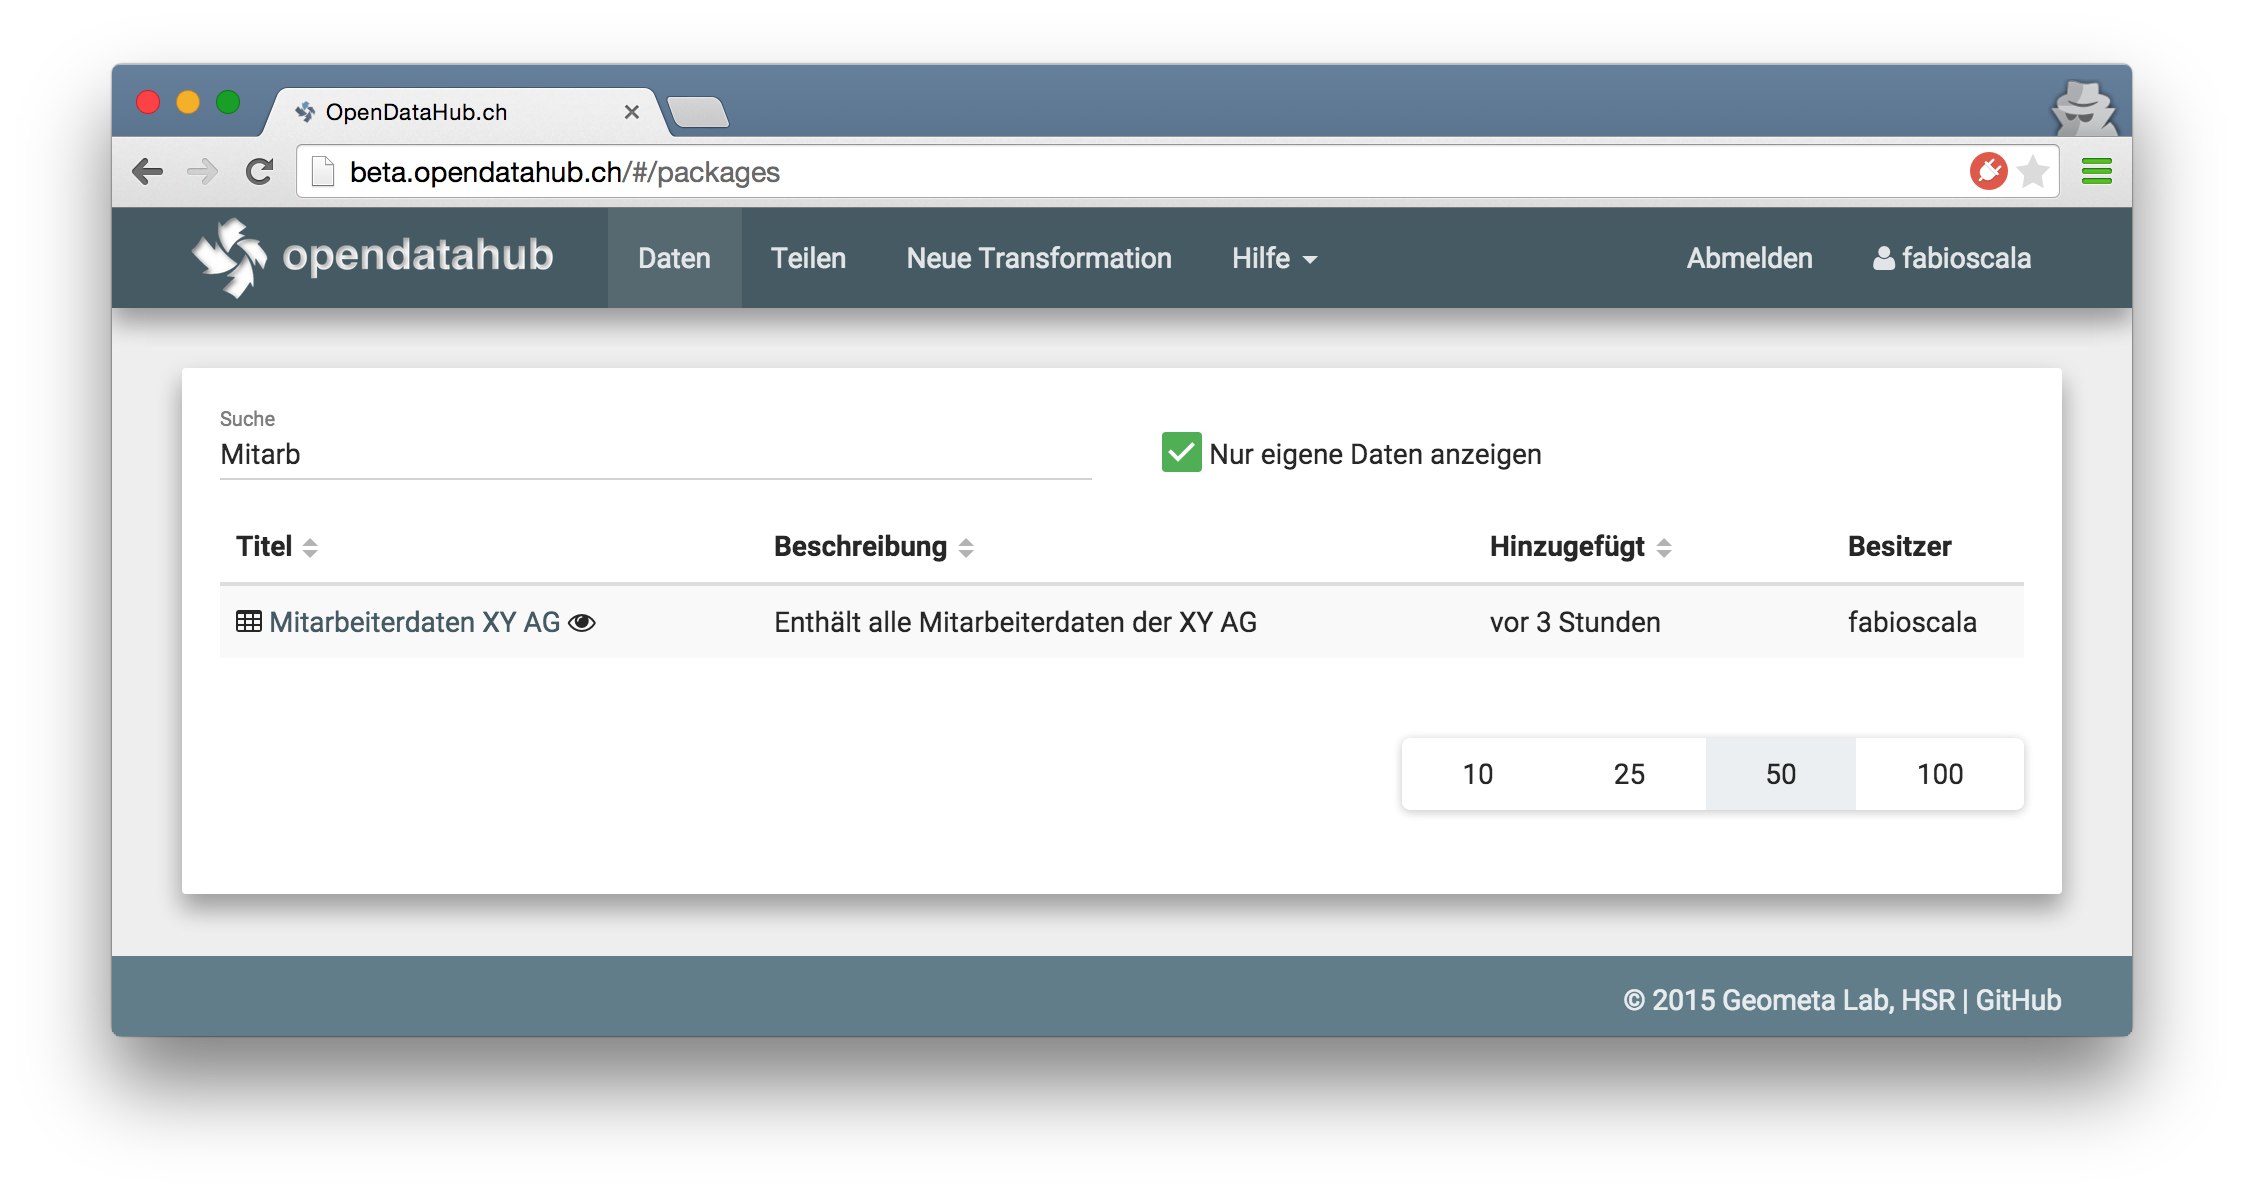 OpenDataHub.ch
beta.opendatahub.ch/#/packages
opendatahub Daten Teilen Neue Transformation Hilfe Abmelden fabioscala
Suche
Mitarb
Nur eigene Daten anzeigen
Titel Beschreibung Hinzugefügt Besitzer
Mitarbeiterdaten XY AG Enthält alle Mitarbeiterdaten der XY AG vor 3 Stunden fabioscala
10 25 50 100
© 2015 Geometa Lab, HSR | GitHub